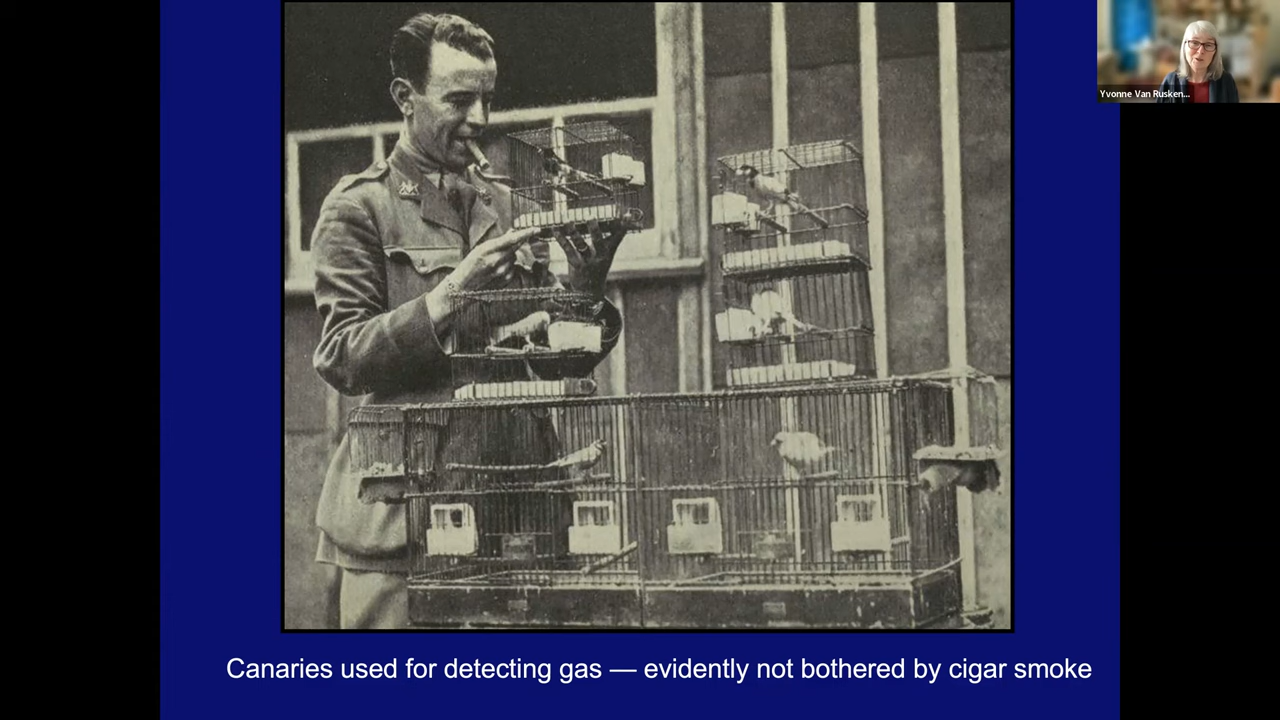 Yvonne Van Rusken...
Canaries used for detecting gas — evidently not bothered by cigar smoke